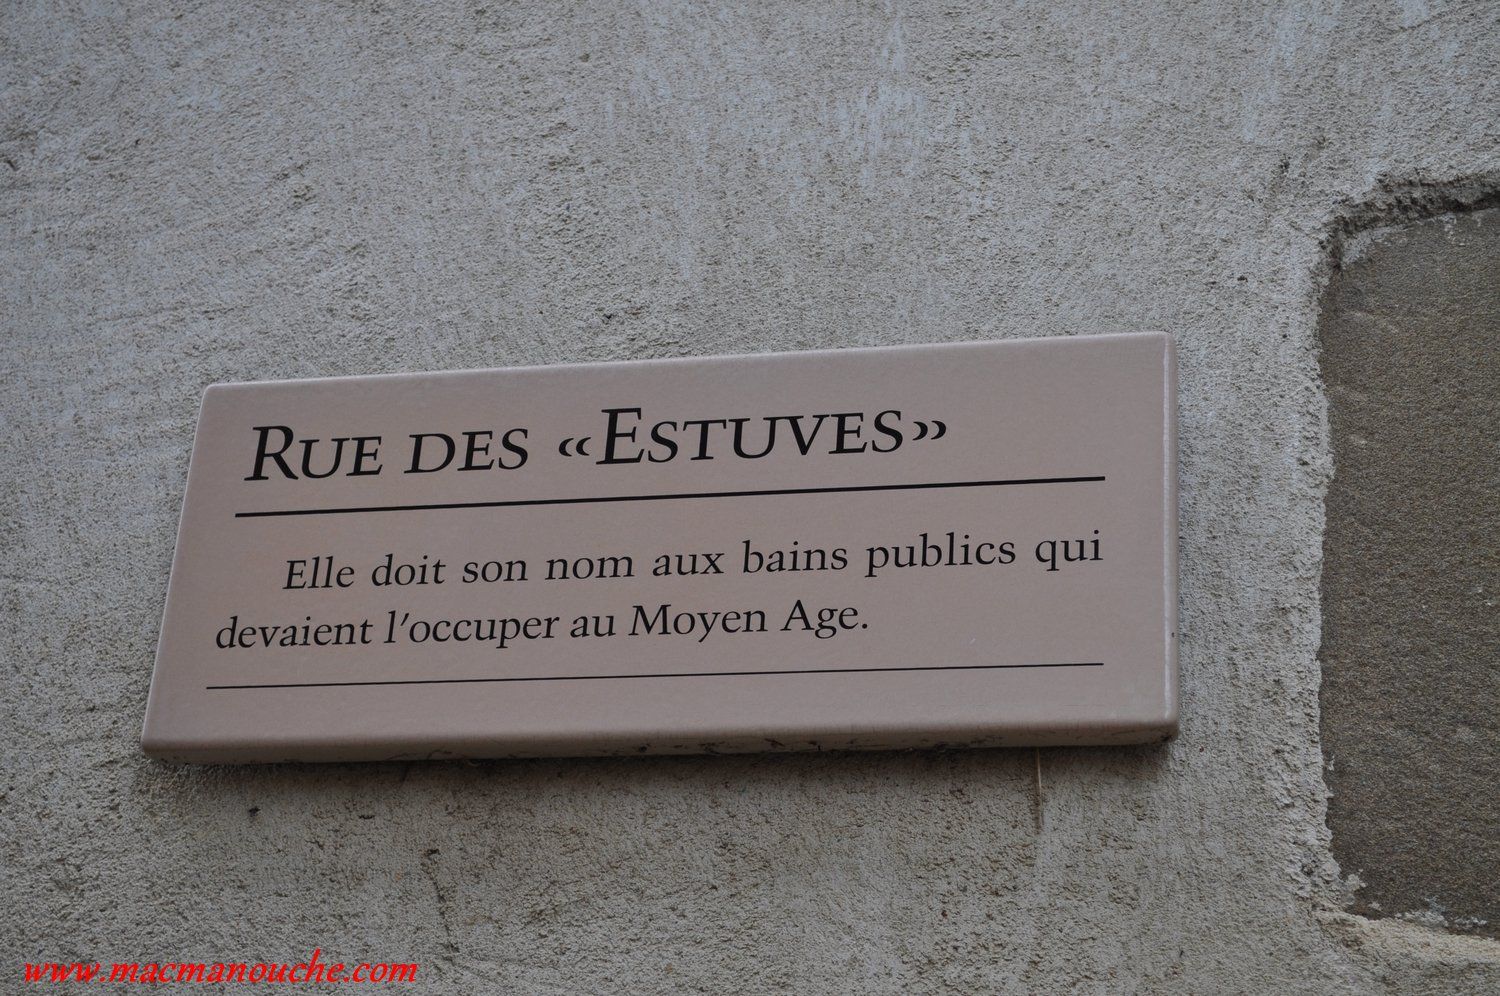 RUE DES «ESTUVES»
Elle doit son nom aux bains publics qui
devaient l'occuper au Moyen Age.
www.macmanouche.com